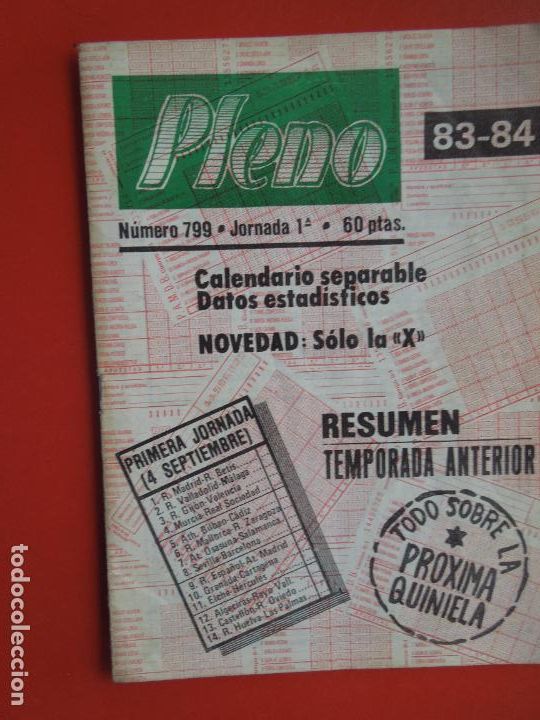 Pleno
83-84
Número 799 • Jornada 1ª • 60 ptas.
Calendario separable
Datos estadísticos
NOVEDAD: Sólo la «X»
RESUMEN
TEMPORADA ANTERIOR
PRIMERA JORNADA
(4 SEPTIEMBRE)
1. R. Madrid-R. Betis
2. R. Valladolid-Málaga
3. R. Gijón-Valencia
4. Murcia-Real Sociedad
5. Ath. Bilbao-Cádiz
6. R. Mallorca-R. Zaragoza
7. At. Osasuna-Salamanca
8. Sevilla-Barcelona
9. R. Español-At. Madrid
10. Granada-Cartagena
11. Elche-Hércules
12. Algeciras-Rayo Vall.
13. Castellón-R. Oviedo
14. R. Huelva-Las Palmas
TODO SOBRE LA
PROXIMA
QUINIELA
todocoleccion.net